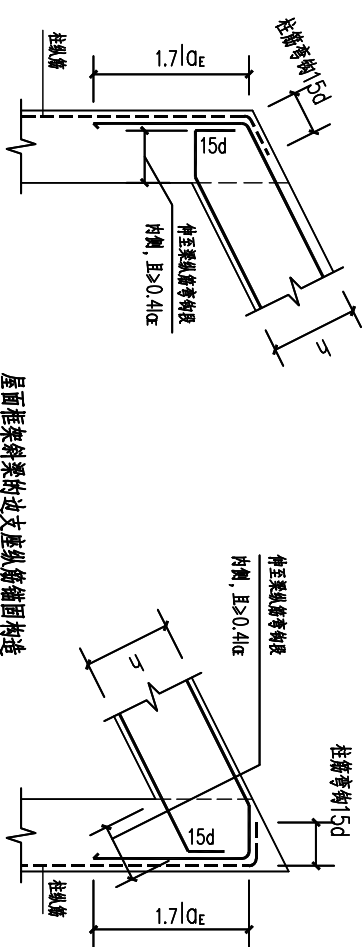 柱筋弯钩15d
1.7laE
柱纵筋
15d
伸至梁纵筋弯钩段
内侧,且≥0.4laE
h
屋面框架斜梁的边支座纵筋锚固构造
伸至梁纵筋弯钩段
内侧,且≥0.4laE
h
柱筋弯钩15d
15d
柱纵筋
1.7laE